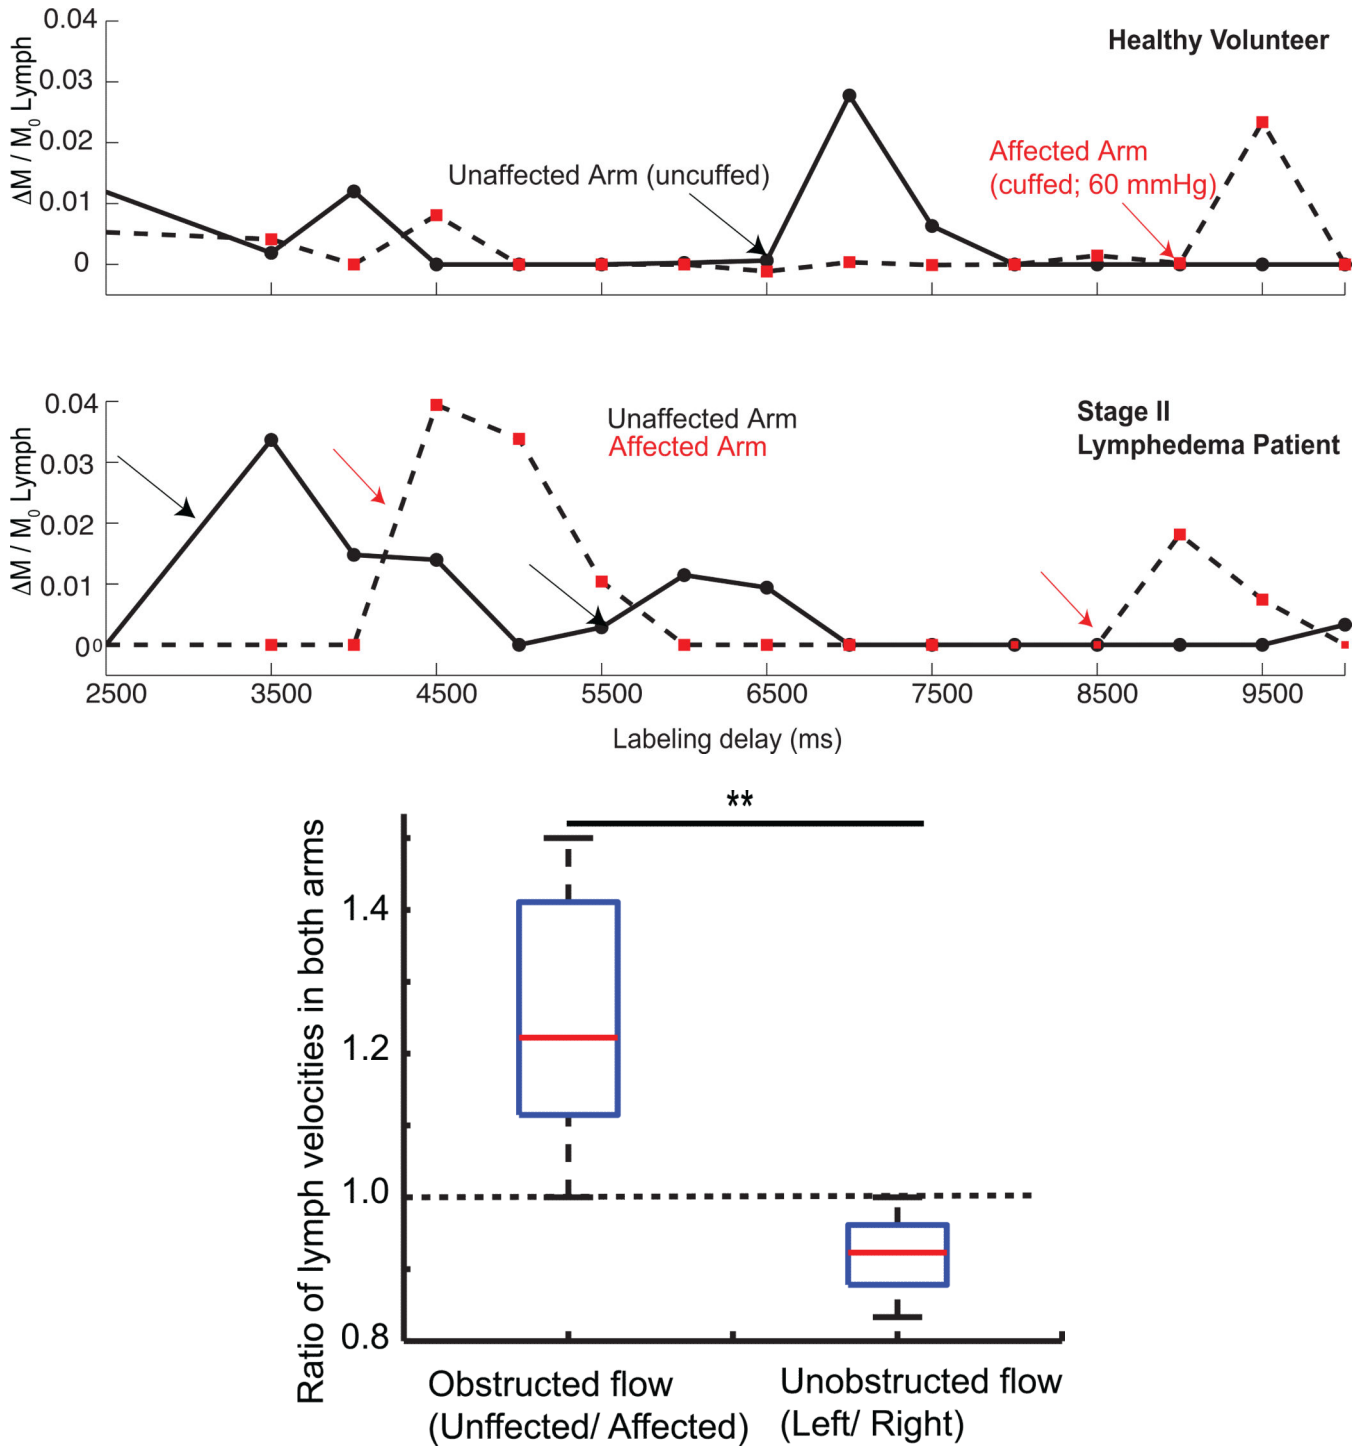 0.04
Healthy Volunteer
0.03
0.02
0.01
0
ΔM / M₀ Lymph
Unaffected Arm (uncuffed)
Affected Arm
(cuffed; 60 mmHg)
0.04
0.03
0.02
0.01
0 0
ΔM / M₀ Lymph
Unaffected Arm
Affected Arm
Stage II
Lymphedema Patient
2500 3500 4500 5500 6500 7500 8500 9500
Labeling delay (ms)
**
1.4
1.2
1.0
0.8
Ratio of lymph velocities in both arms
Obstructed flow
(Unffected/ Affected)
Unobstructed flow
(Left/ Right)